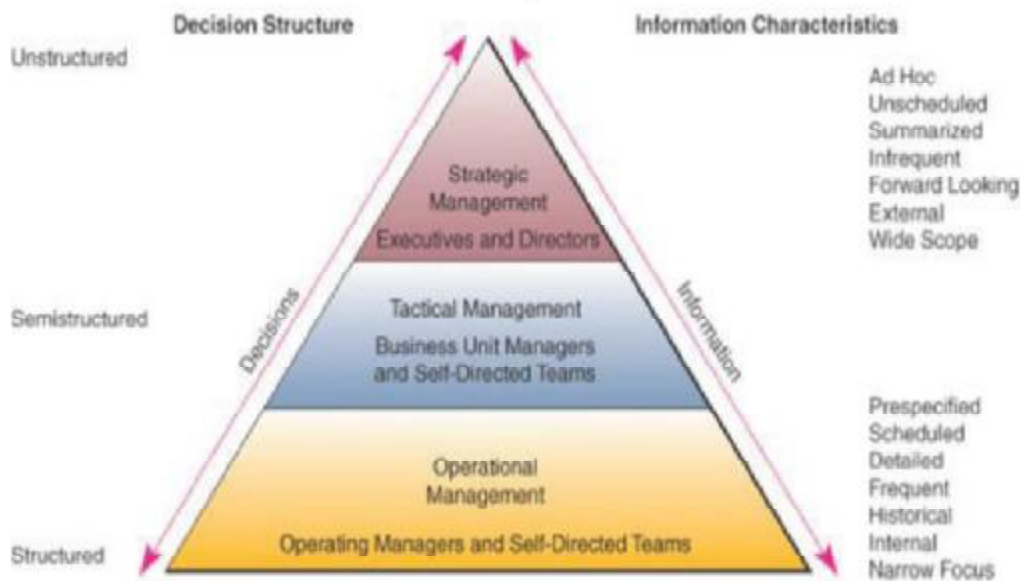 Decision Structure
Information Characteristics
Unstructured
Ad Hoc
Unscheduled
Summarized
Infrequent
Forward Looking
External
Wide Scope
Strategic
Management
Executives and Directors
Decisions
Information
Semistructured
Tactical Management
Business Unit Managers
and Self-Directed Teams
Prespecified
Scheduled
Detailed
Frequent
Historical
Internal
Narrow Focus
Operational
Management
Operating Managers and Self-Directed Teams
Structured